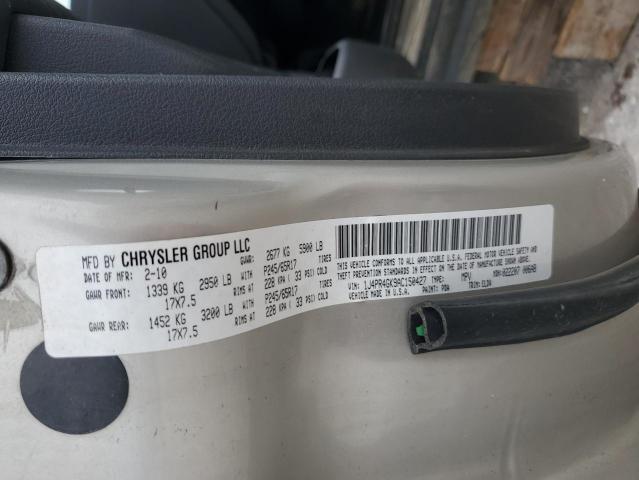 MFD BY CHRYSLER GROUP LLC
DATE OF MFR: 2-10 GVWR: 2677 KG 5900 LB
GAWR FRONT: 1339 KG 2950 LB WITH P245/65R17 TIRES
17X7.5 RIMS AT 228 KPA ( 33 PSI) COLD
GAWR REAR: 1452 KG 3200 LB WITH P245/65R17 TIRES
17X7.5 RIMS AT 228 KPA ( 33 PSI) COLD
THIS VEHICLE CONFORMS TO ALL APPLICABLE U.S.A. FEDERAL MOTOR VEHICLE SAFETY AND
THEFT PREVENTION STANDARDS IN EFFECT ON THE DATE OF MANUFACTURE SHOWN ABOVE.
VIN: 1J4PR4GK9AC150427 TYPE: MPV MDH:
VEHICLE MADE IN U.S.A. PAINT: PDA TRIM: